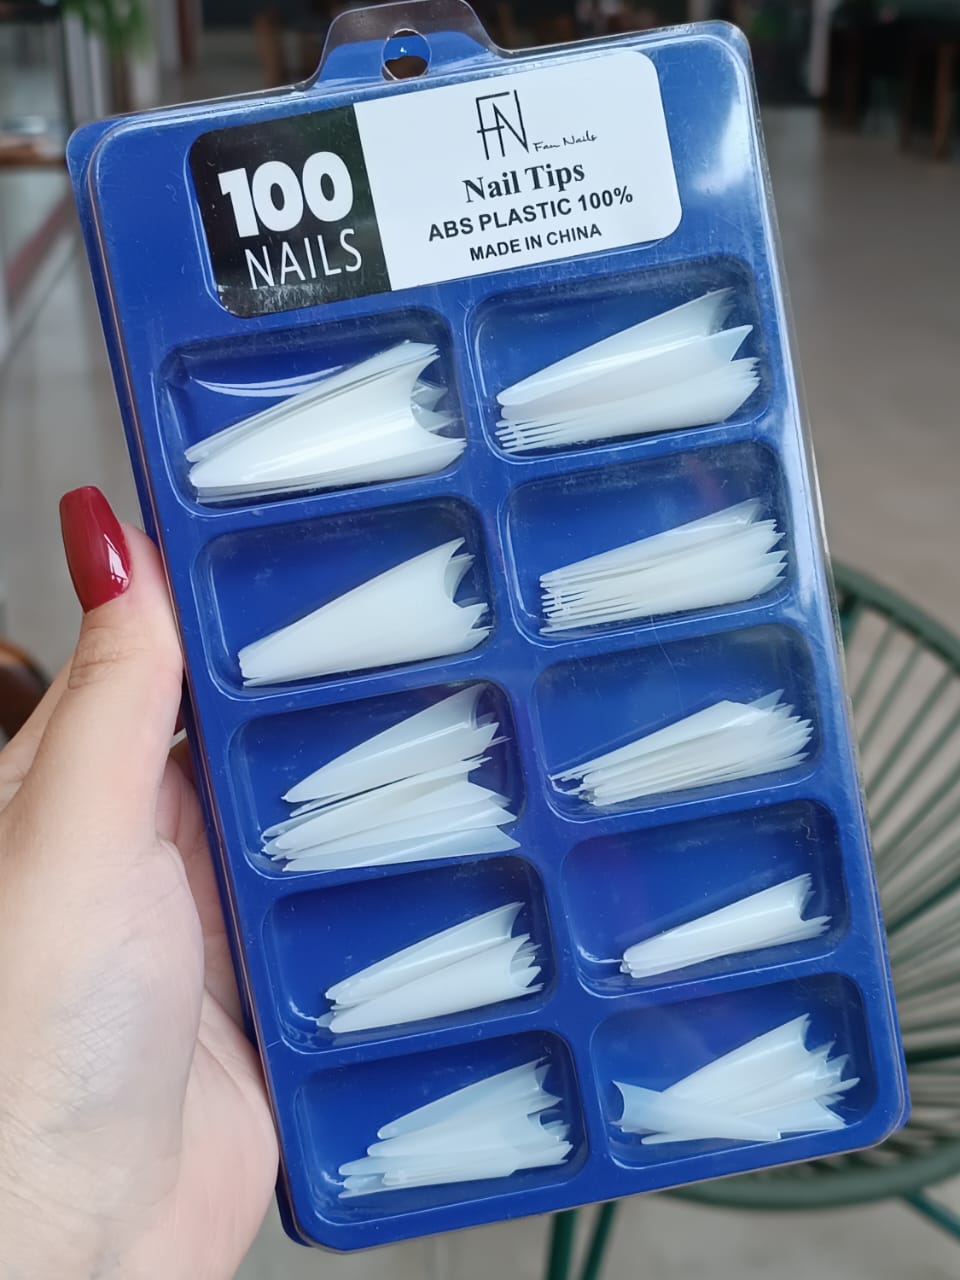 100
NAILS
FN
Fan Nails
Nail Tips
ABS PLASTIC 100%
MADE IN CHINA